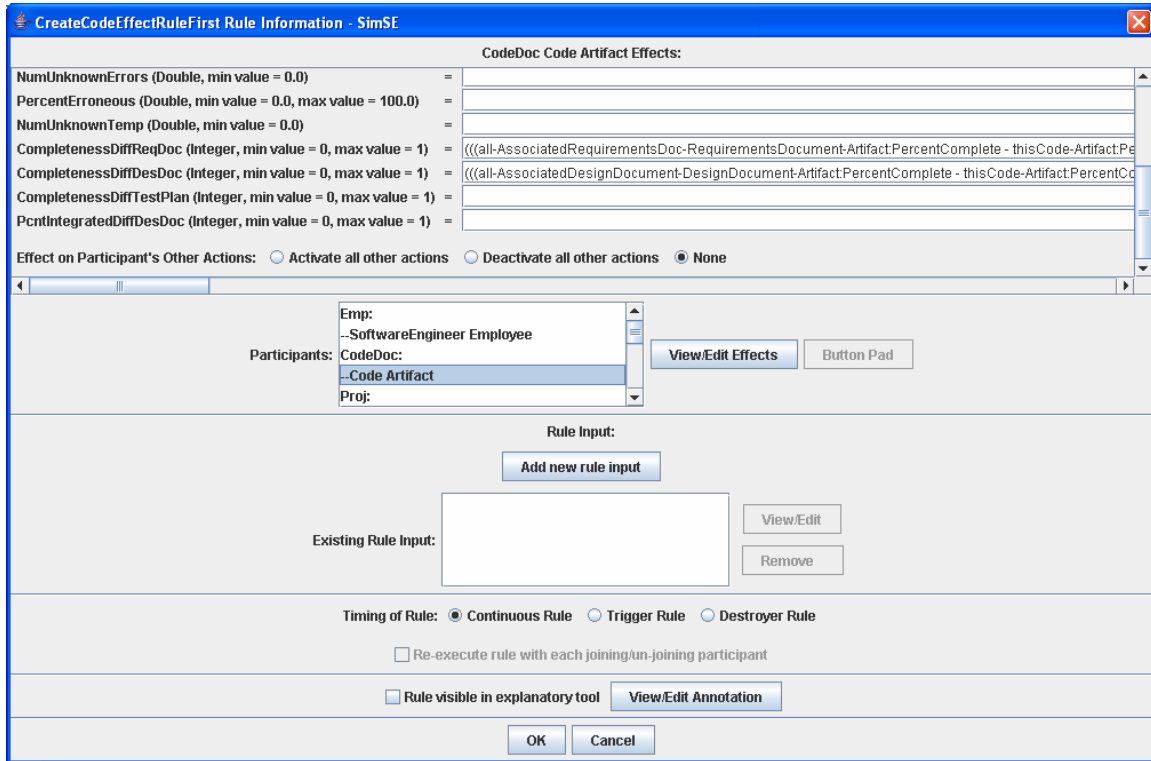 CreateCodeEffectRuleFirst Rule Information - SimSE
CodeDoc Code Artifact Effects:
NumUnknownErrors (Double, min value = 0.0) =
PercentErroneous (Double, min value = 0.0, max value = 100.0) =
NumUnknownTemp (Double, min value = 0.0) =
CompletenessDiffReqDoc (Integer, min value = 0, max value = 1) = (((all-AssociatedRequirementsDoc-RequirementsDocument-Artifact:PercentComplete - thisCode-Artifact:Pe
CompletenessDiffDesDoc (Integer, min value = 0, max value = 1) = (((all-AssociatedDesignDocument-DesignDocument-Artifact:PercentComplete - thisCode-Artifact:PercentCo
CompletenessDiffTestPlan (Integer, min value = 0, max value = 1) =
PcntIntegratedDiffDesDoc (Integer, min value = 0, max value = 1) =
Effect on Participant's Other Actions: Activate all other actions Deactivate all other actions None
Emp:
--SoftwareEngineer Employee
Participants: CodeDoc: View/Edit Effects Button Pad
--Code Artifact
Proj:
Rule Input:
Add new rule input
View/Edit
Existing Rule Input:
Remove
Timing of Rule: Continuous Rule Trigger Rule Destroyer Rule
Re-execute rule with each joining/un-joining participant
Rule visible in explanatory tool View/Edit Annotation
OK Cancel